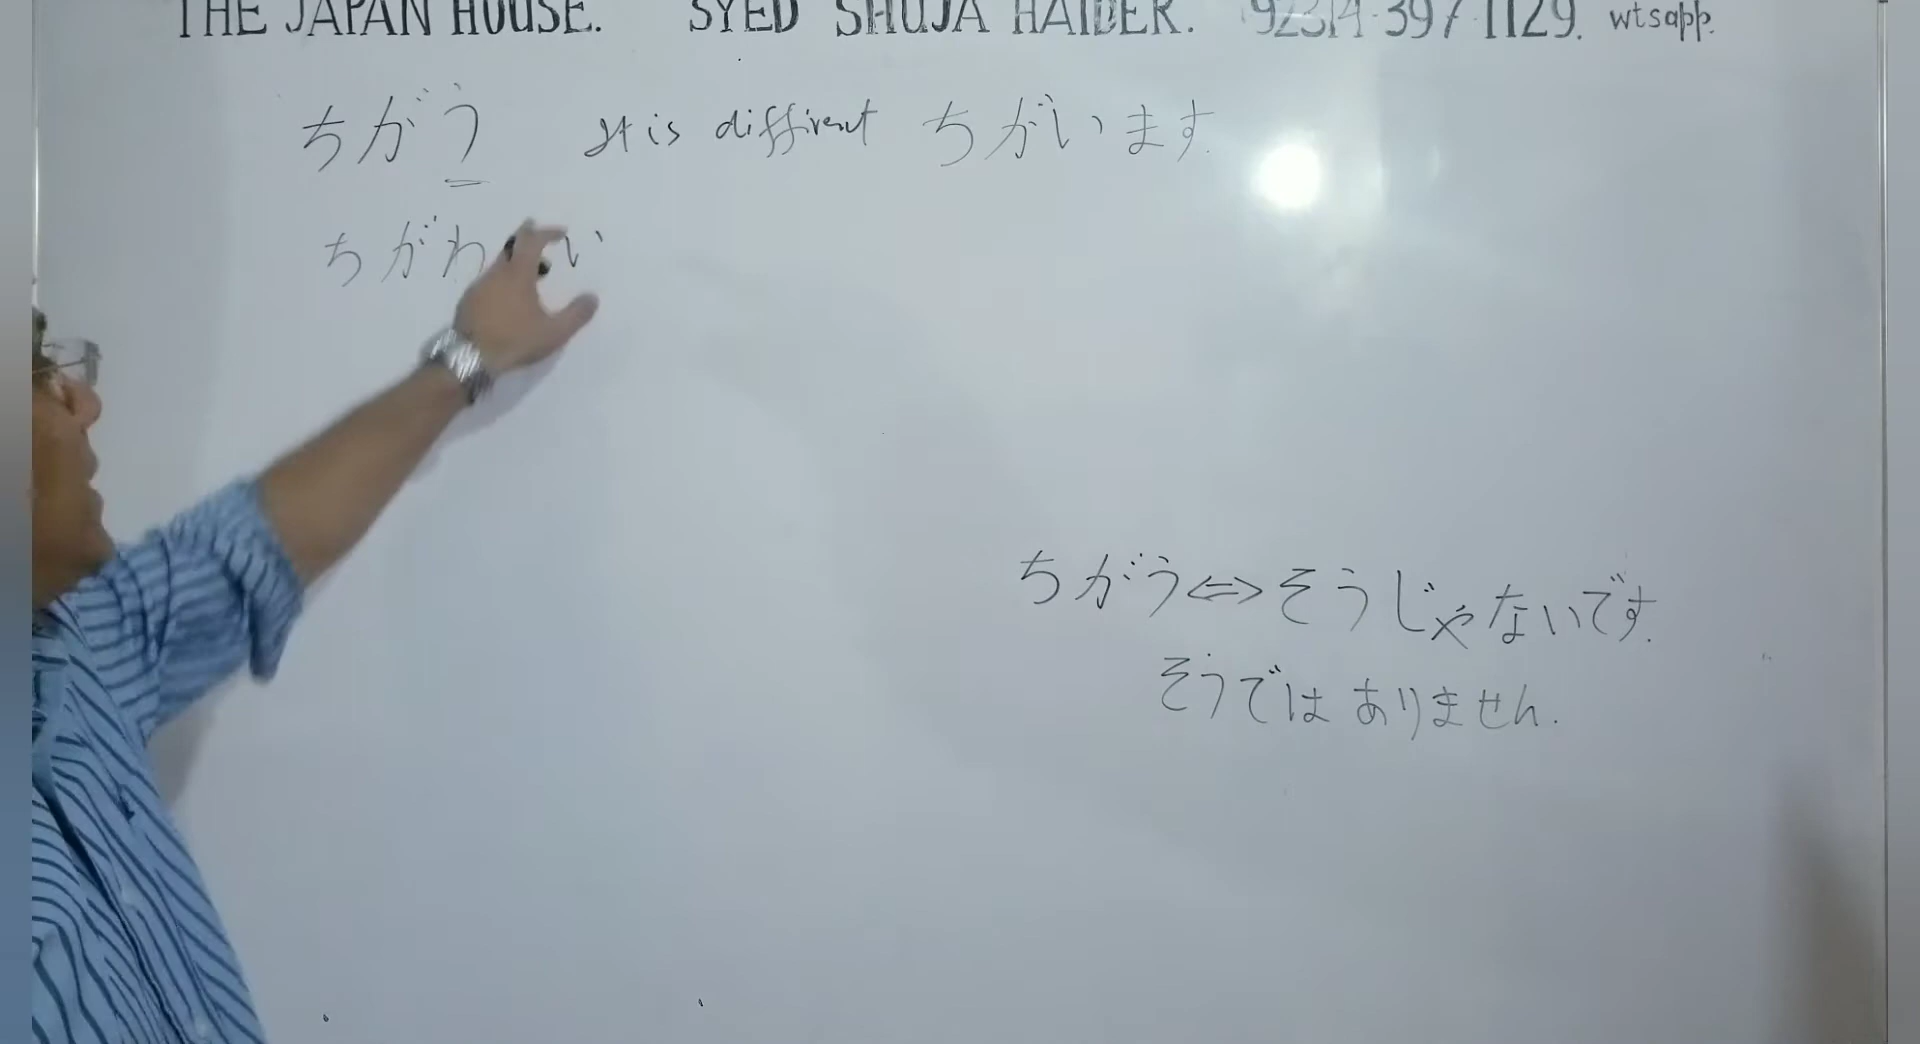 THE JAPAN HOUSE. SYED SHUJA HAIDER. 92314-397-1129. wtsapp.
ちがう It is diffirent ちがいます.
ちがわ い
ちがう⇔そうじゃないです.
そうではありません.